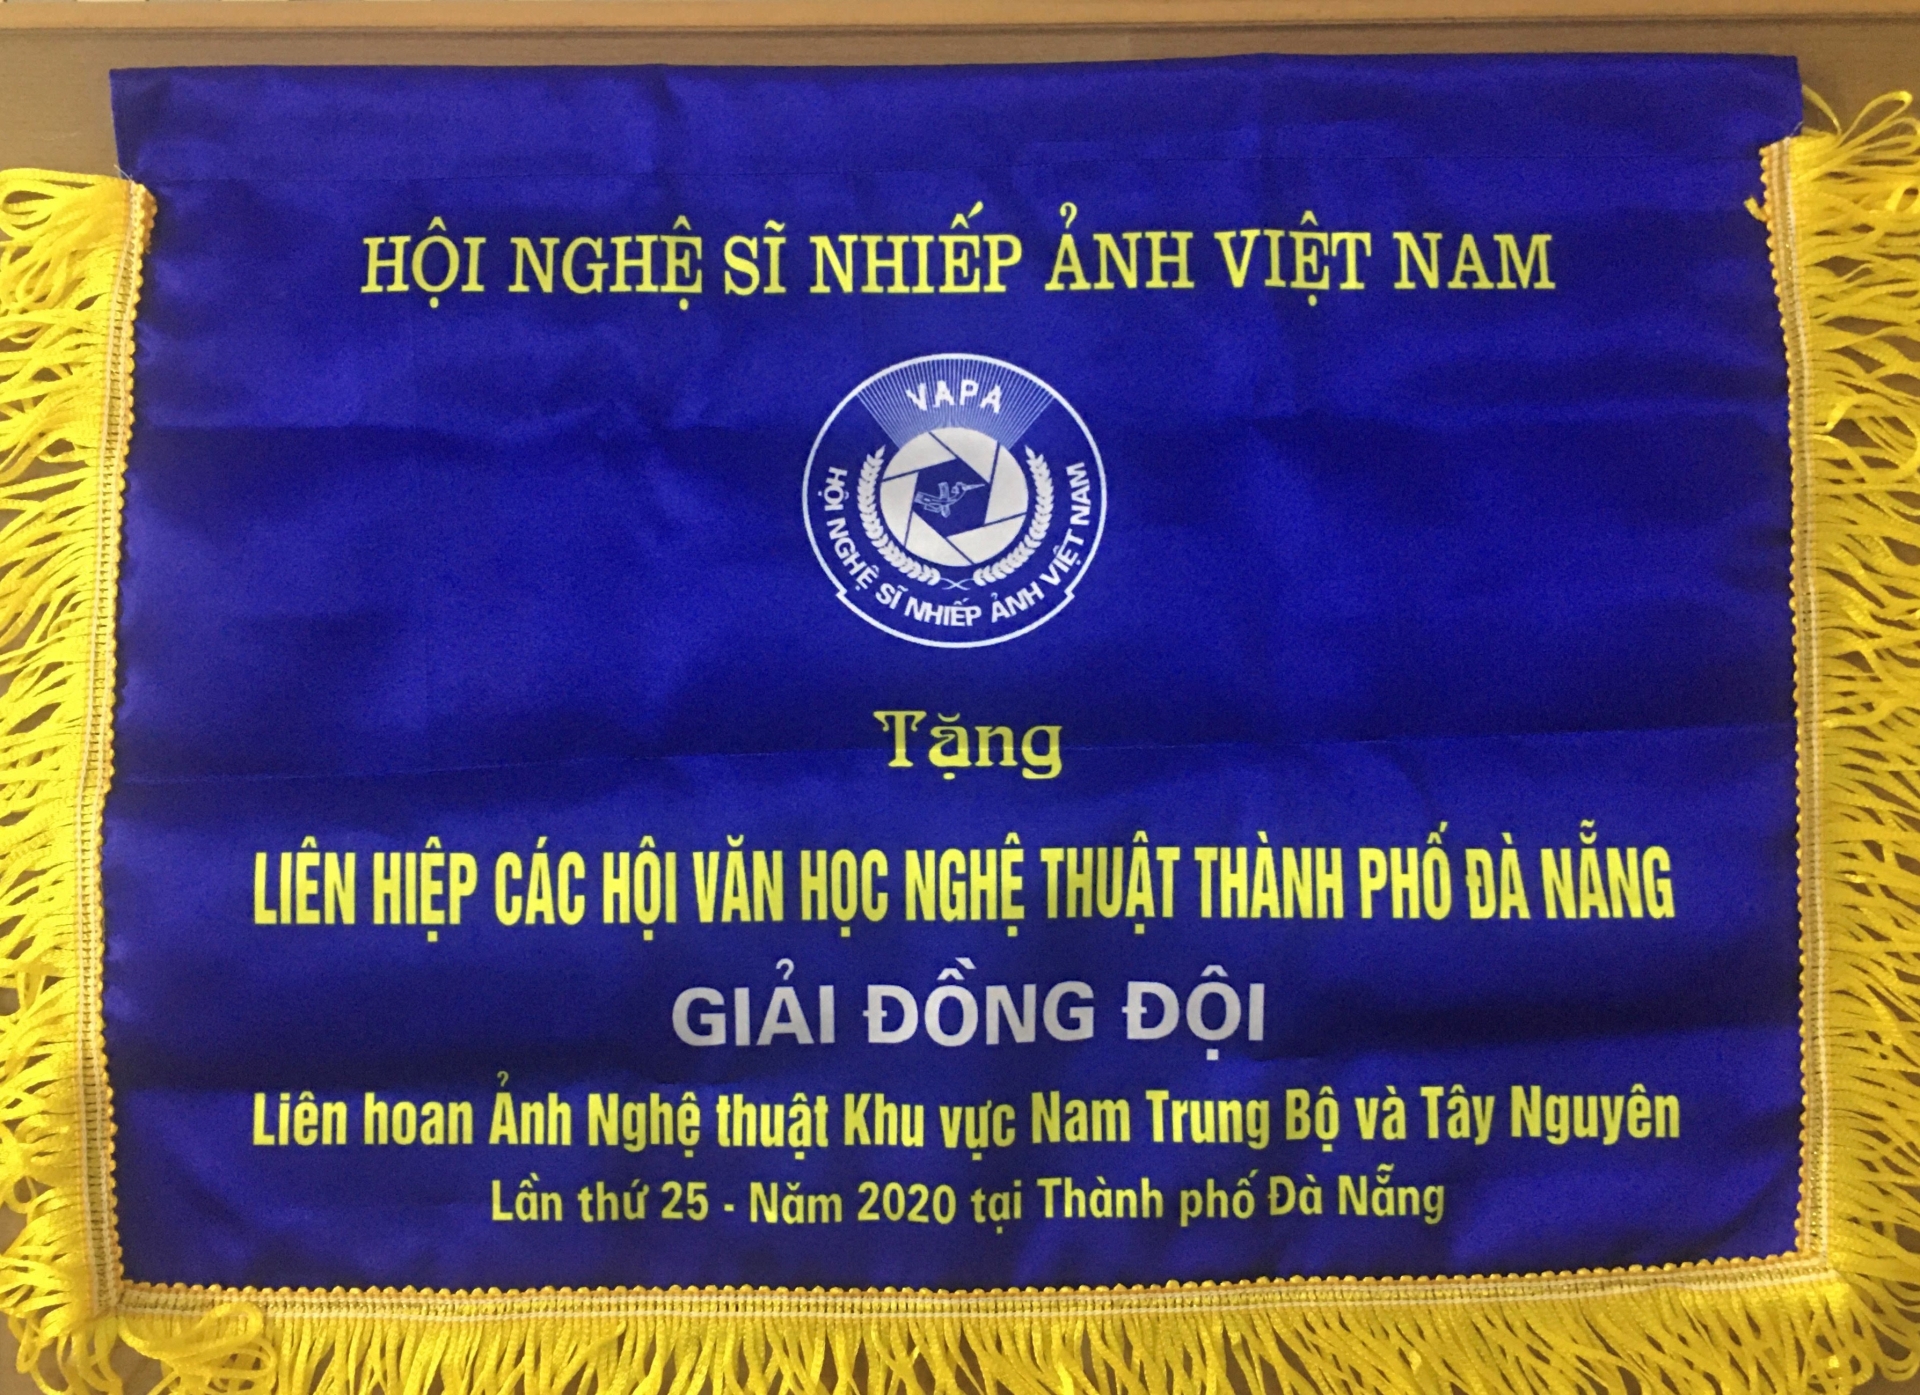 HỘI NGHỆ SĨ NHIẾP ẢNH VIỆT NAM
VAPA
HỘI NGHỆ SĨ NHIẾP ẢNH VIỆT NAM
Tặng
LIÊN HIỆP CÁC HỘI VĂN HỌC NGHỆ THUẬT THÀNH PHỐ ĐÀ NẴNG
GIẢI ĐỒNG ĐỘI
Liên hoan Ảnh Nghệ thuật Khu vực Nam Trung Bộ và Tây Nguyên
Lần thứ 25 - Năm 2020 tại Thành phố Đà Nẵng